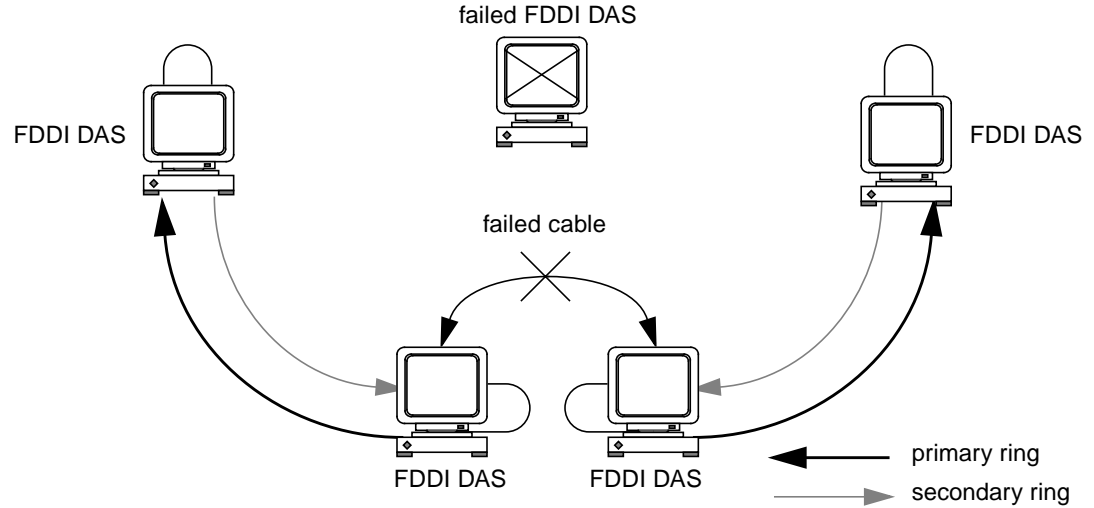 failed FDDI DAS
FDDI DAS
FDDI DAS
failed cable
FDDI DAS
FDDI DAS
primary ring
secondary ring